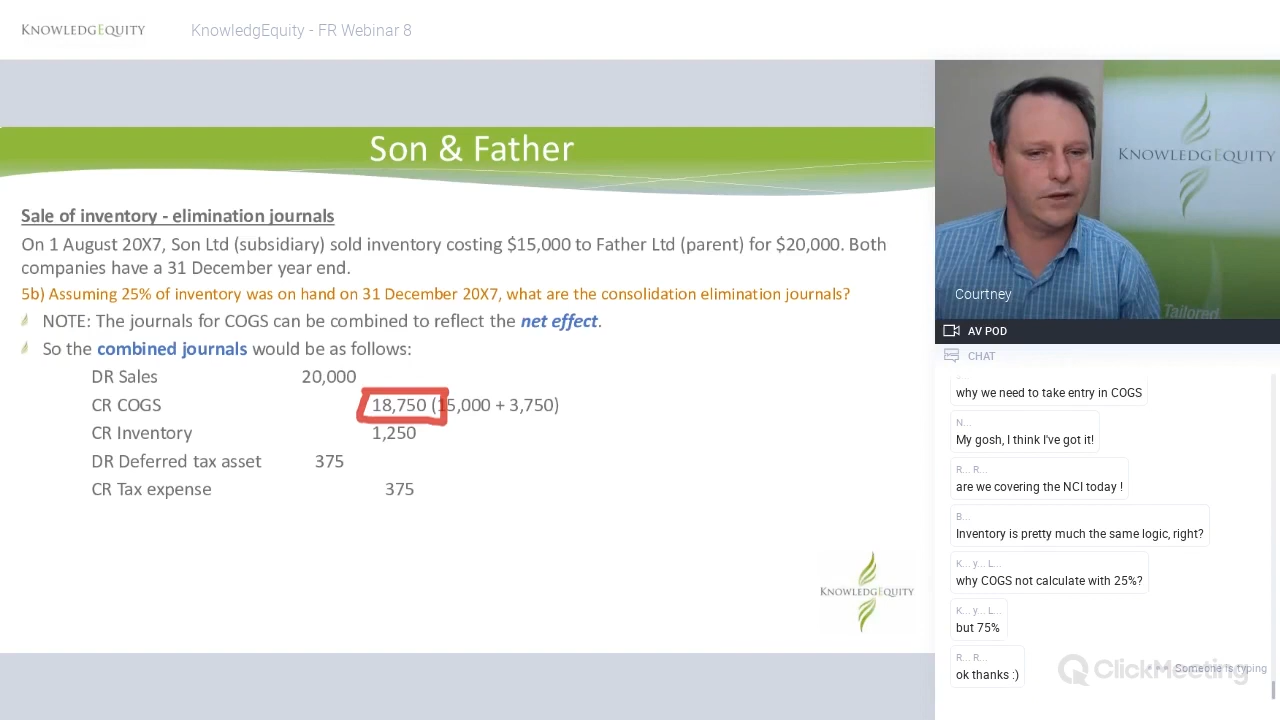 KNOWLEDGEQUITY
KnowledgEquity - FR Webinar 8
Son & Father
Sale of inventory - elimination journals
On 1 August 20X7, Son Ltd (subsidiary) sold inventory costing $15,000 to Father Ltd (parent) for $20,000. Both
companies have a 31 December year end.
5b) Assuming 25% of inventory was on hand on 31 December 20X7, what are the consolidation elimination journals?
NOTE: The journals for COGS can be combined to reflect the net effect.
So the combined journals would be as follows:
DR Sales 20,000
CR COGS 18,750 (15,000 + 3,750)
CR Inventory 1,250
DR Deferred tax asset 375
CR Tax expense 375
KNOWLEDGEQUITY
KNOWLEDGEQUITY
Tailored
Courtney
AV POD
CHAT
why we need to take entry in COGS
N...
My gosh, I think I've got it!
R... R...
are we covering the NCI today !
B...
Inventory is pretty much the same logic, right?
K... y... L...
why COGS not calculate with 25%?
K... y... L...
but 75%
R... R...
ok thanks :)
ClickMeeting
Someone is typing